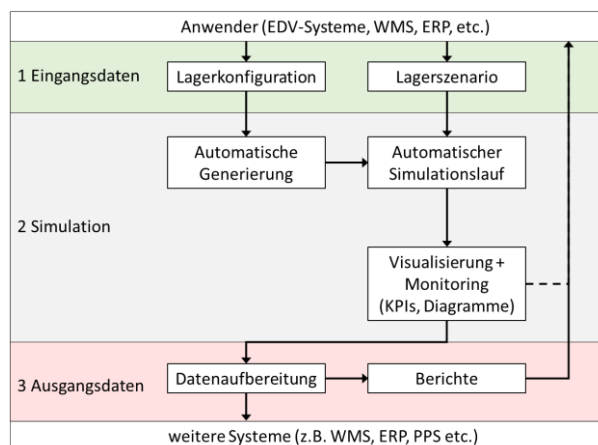 Anwender (EDV-Systeme, WMS, ERP, etc.)
1 Eingangsdaten
Lagerkonfiguration
Lagerszenario
Automatische
Generierung
Automatischer
Simulationslauf
2 Simulation
Visualisierung +
Monitoring
(KPIs, Diagramme)
3 Ausgangsdaten
Datenaufbereitung
Berichte
weitere Systeme (z.B. WMS, ERP, PPS etc.)